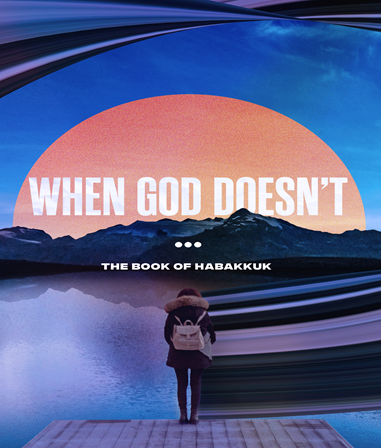 WHEN GOD DOESN'T
...
THE BOOK OF HABAKKUK